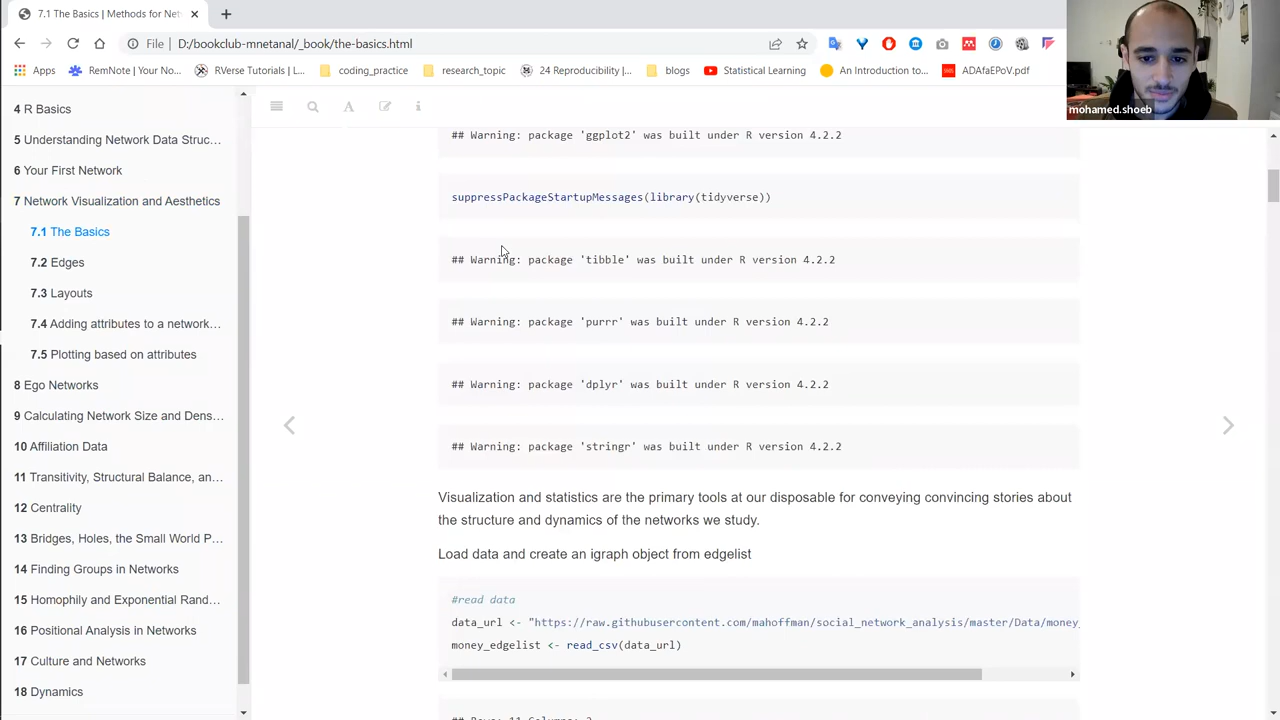 7.1 The Basics | Methods for Net
File
D:/bookclub-mnetanal/_book/the-basics.html
Apps
RemNote | Your No...
RVerse Tutorials | L...
coding_practice
research_topic
24 Reproducibility |...
blogs
Statistical Learning
An Introduction to...
ADAfaEPoV.pdf
mohamed.shoeb
4 R Basics
5 Understanding Network Data Struc...
6 Your First Network
7 Network Visualization and Aesthetics
7.1 The Basics
7.2 Edges
7.3 Layouts
7.4 Adding attributes to a network...
7.5 Plotting based on attributes
8 Ego Networks
9 Calculating Network Size and Dens...
10 Affiliation Data
11 Transitivity, Structural Balance, an...
12 Centrality
13 Bridges, Holes, the Small World P...
14 Finding Groups in Networks
15 Homophily and Exponential Rand...
16 Positional Analysis in Networks
17 Culture and Networks
18 Dynamics
## Warning: package 'ggplot2' was built under R version 4.2.2
suppressPackageStartupMessages(library(tidyverse))
## Warning: package 'tibble' was built under R version 4.2.2
## Warning: package 'purrr' was built under R version 4.2.2
## Warning: package 'dplyr' was built under R version 4.2.2
## Warning: package 'stringr' was built under R version 4.2.2
Visualization and statistics are the primary tools at our disposable for conveying convincing stories about
the structure and dynamics of the networks we study.
Load data and create an igraph object from edgelist
#read data
data_url <- "https://raw.githubusercontent.com/mahoffman/social_network_analysis/master/Data/money_
money_edgelist <- read_csv(data_url)
## Rows: 11 Columns: 3